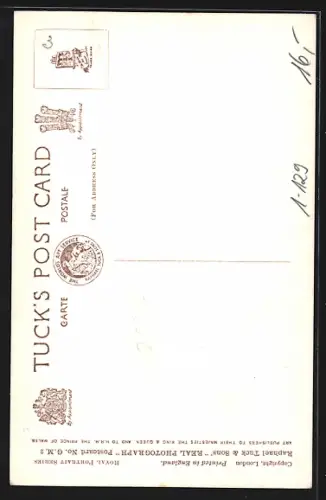 TUCK'S POST CARD
CARTE POSTALE
(FOR ADDRESS ONLY)
By Appointment
By Appointment
Co
16,-
1-129
ROYAL PORTRAIT SERIES
Copyright, London Printed in England.
Raphael Tuck & Sons' "REAL PHOTOGRAPH" Postcard No. G.M.2
ART PUBLISHERS TO THEIR MAJESTIES THE KING & QUEEN, AND TO H.R.H. THE PRINCE OF WALES.